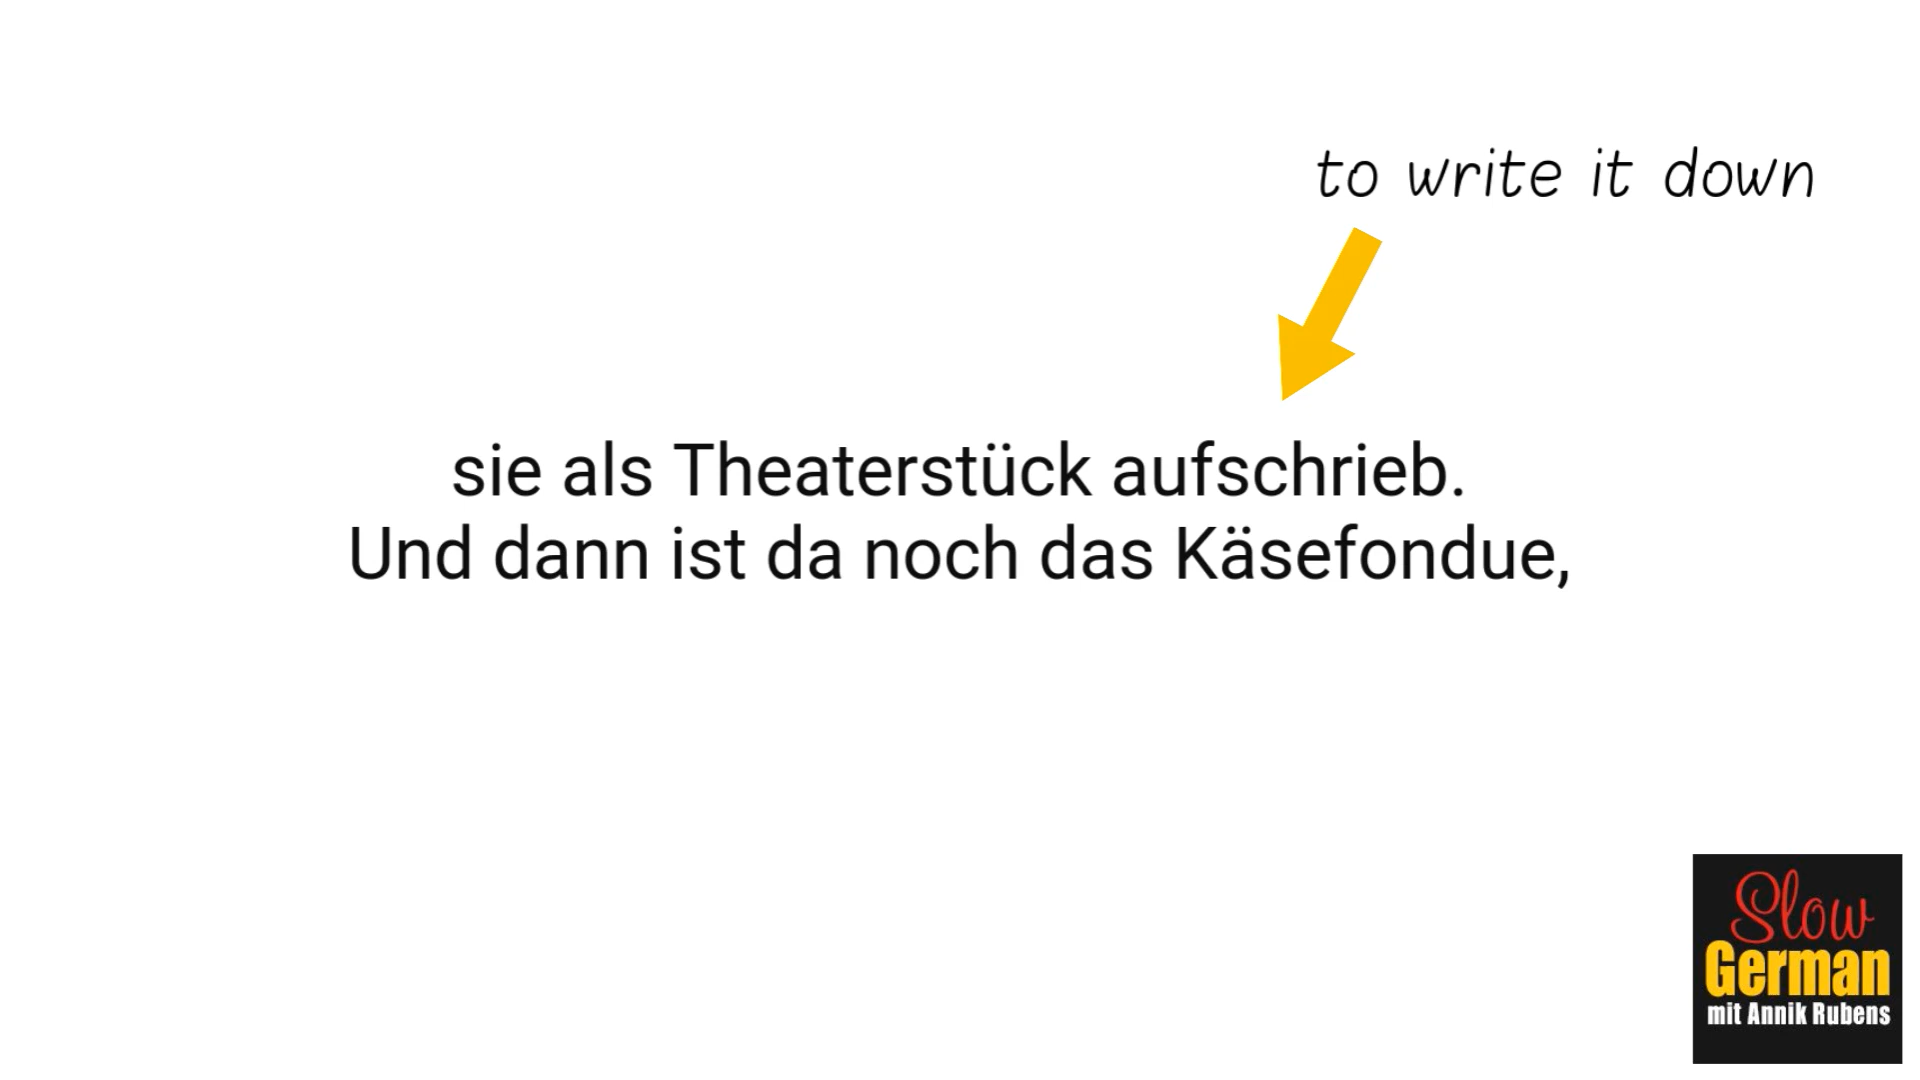 to write it down
sie als Theaterstück aufschrieb.
Und dann ist da noch das Käsefondue,
Slow
German
mit Annik Rubens